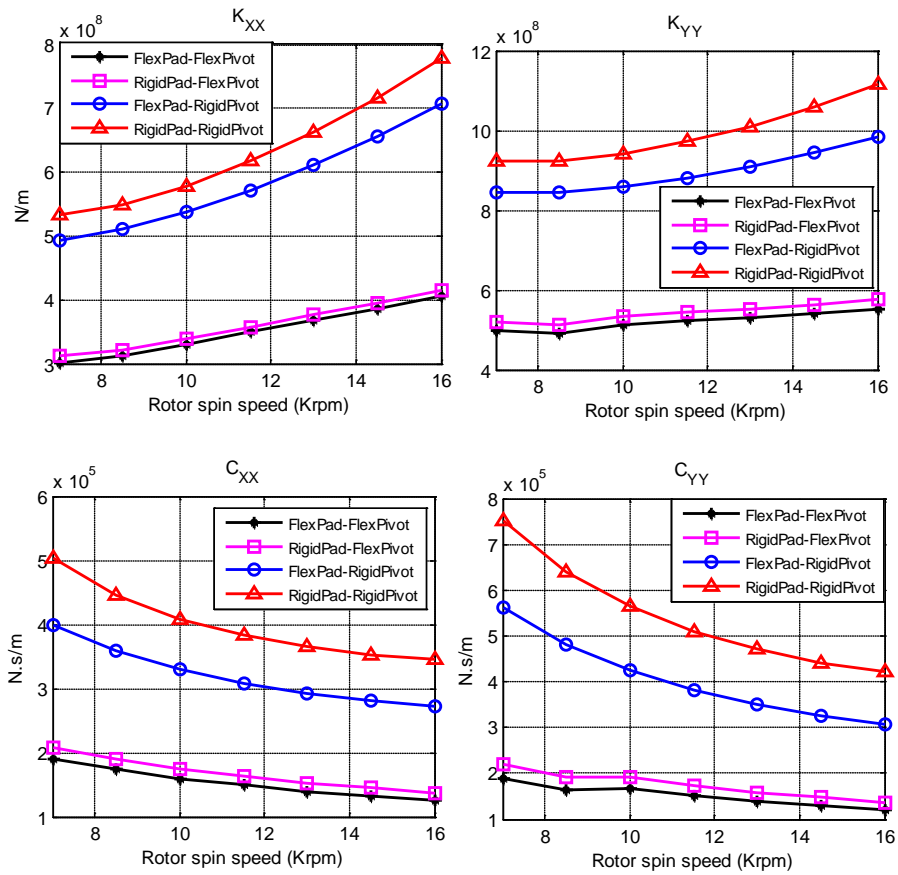 K_XX
x 10^8
8
7
6
5
4
3
N/m
FlexPad-FlexPivot
RigidPad-FlexPivot
FlexPad-RigidPivot
RigidPad-RigidPivot
8 10 12 14 16
Rotor spin speed (Krpm)
K_YY
x 10^8
12
10
8
6
4
FlexPad-FlexPivot
RigidPad-FlexPivot
FlexPad-RigidPivot
RigidPad-RigidPivot
8 10 12 14 16
Rotor spin speed (Krpm)
C_XX
x 10^5
6
5
4
3
2
1
N.s/m
FlexPad-FlexPivot
RigidPad-FlexPivot
FlexPad-RigidPivot
RigidPad-RigidPivot
8 10 12 14 16
Rotor spin speed (Krpm)
C_YY
x 10^5
8
7
6
5
4
3
2
1
N.s/m
FlexPad-FlexPivot
RigidPad-FlexPivot
FlexPad-RigidPivot
RigidPad-RigidPivot
8 10 12 14 16
Rotor spin speed (Krpm)